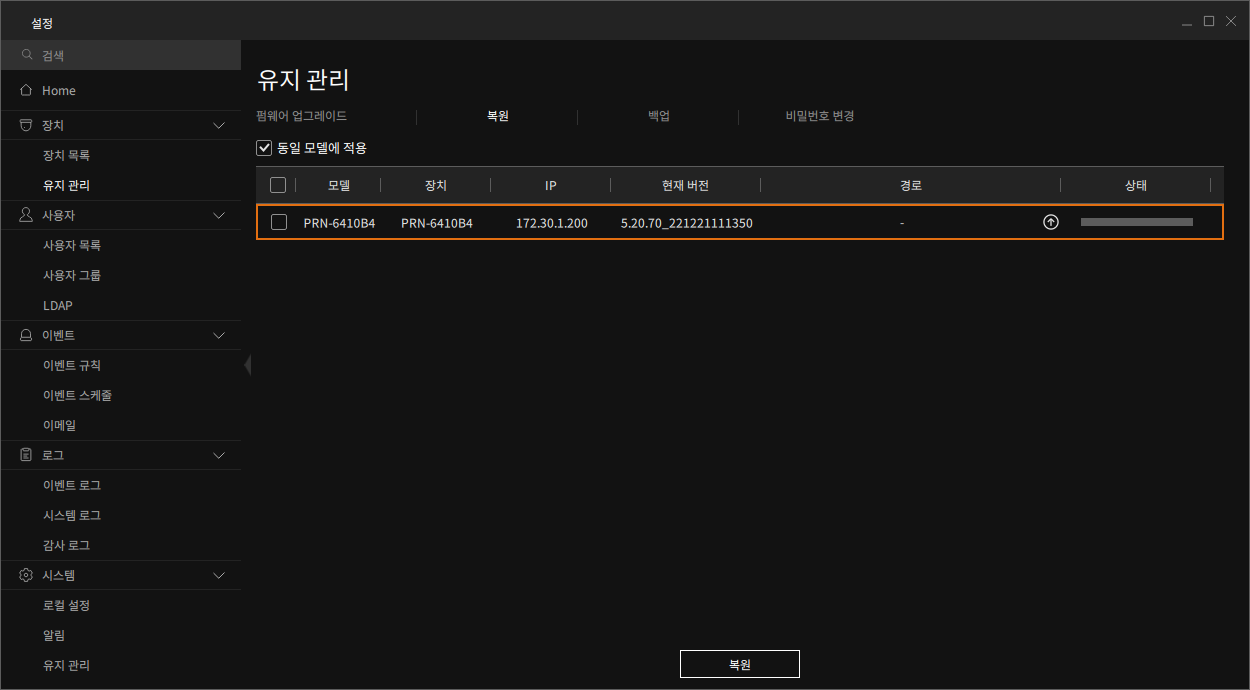 설정
검색
Home
장치
장치 목록
유지 관리
사용자
사용자 목록
사용자 그룹
LDAP
이벤트
이벤트 규칙
이벤트 스케줄
이메일
로그
이벤트 로그
시스템 로그
감사 로그
시스템
로컬 설정
알림
유지 관리
유지 관리
펌웨어 업그레이드 복원 백업 비밀번호 변경
동일 모델에 적용
모델 장치 IP 현재 버전 경로 상태
PRN-6410B4 PRN-6410B4 172.30.1.200 5.20.70_221221111350 -
복원